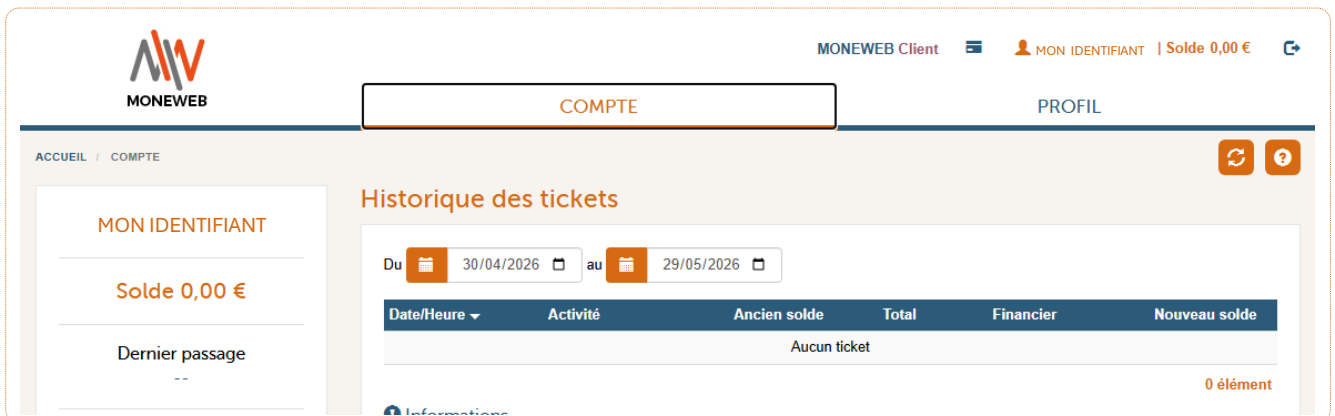 MONEWEB
MONEWEB Client MON IDENTIFIANT | Solde 0,00 €
COMPTE PROFIL
ACCUEIL / COMPTE
MON IDENTIFIANT
Solde 0,00 €
Dernier passage
--
Historique des tickets
Du 30/04/2026 au 29/05/2026
Date/Heure Activité Ancien solde Total Financier Nouveau solde
Aucun ticket
0 élément
Informations